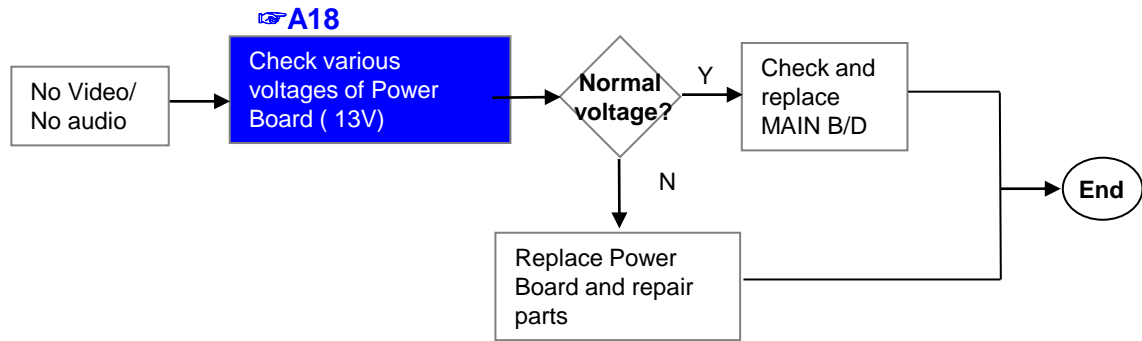 ☞A18
No Video/
No audio
Check various
voltages of Power
Board ( 13V)
Normal
voltage?
Y
Check and
replace
MAIN B/D
N
Replace Power
Board and repair
parts
End